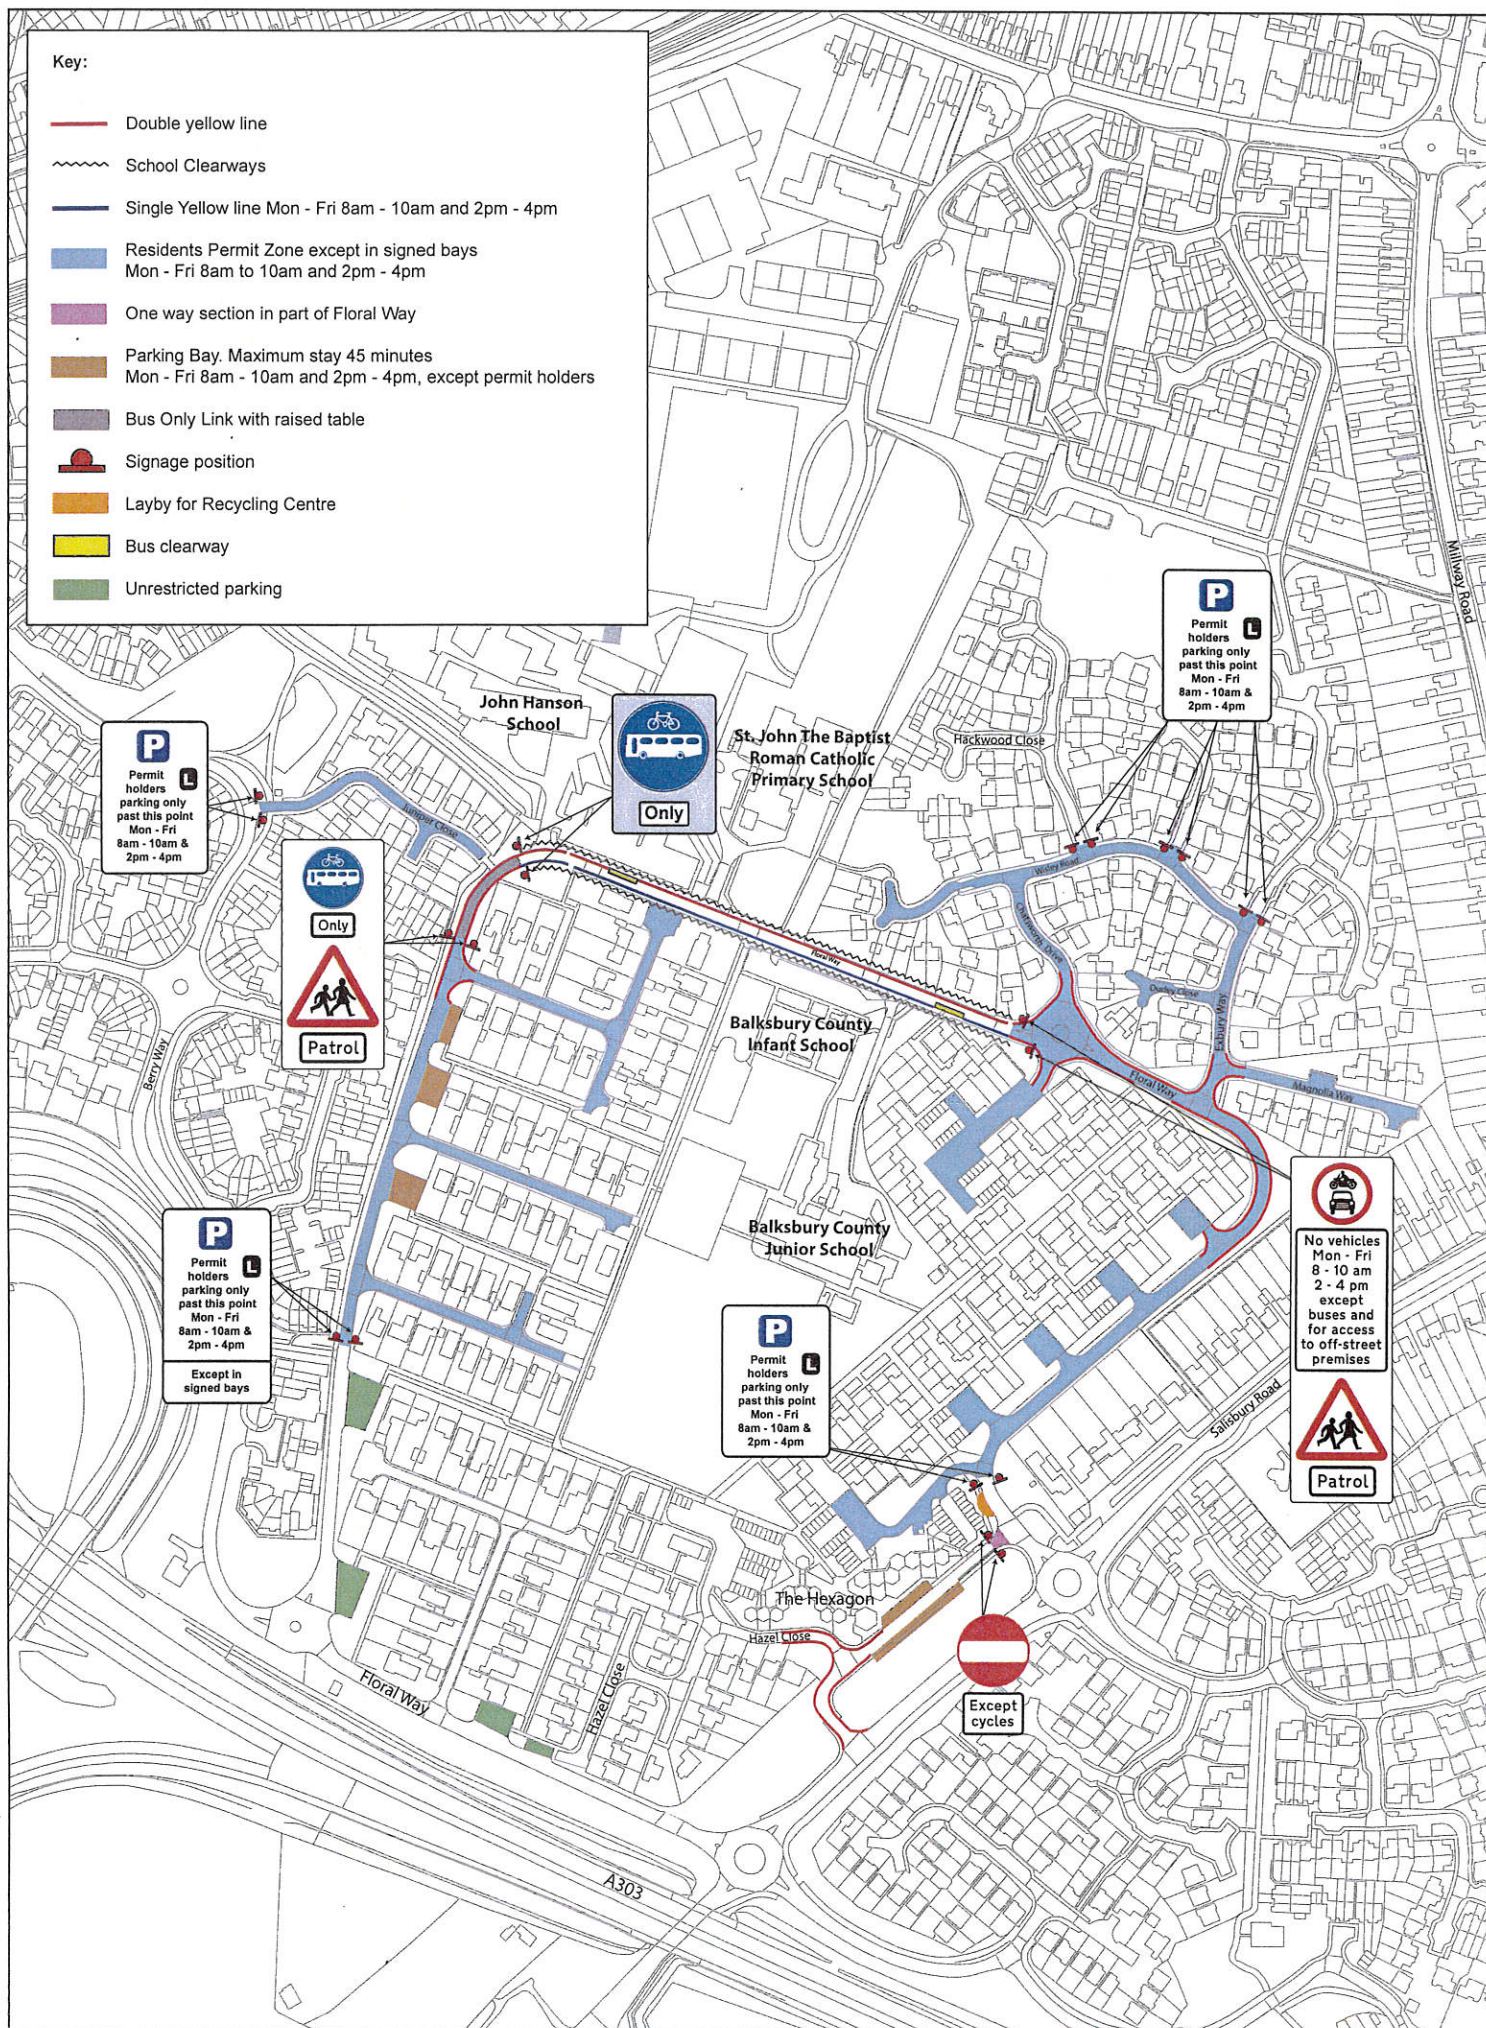 Key:
Double yellow line
School Clearways
Single Yellow line Mon - Fri 8am - 10am and 2pm - 4pm
Residents Permit Zone except in signed bays
Mon - Fri 8am to 10am and 2pm - 4pm
One way section in part of Floral Way
Parking Bay. Maximum stay 45 minutes
Mon - Fri 8am - 10am and 2pm - 4pm, except permit holders
Bus Only Link with raised table
Signage position
Layby for Recycling Centre
Bus clearway
Unrestricted parking
Millway Road
P
Permit
holders L
parking only
past this point
Mon - Fri
8am - 10am &
2pm - 4pm
John Hanson
School
Only
St. John The Baptist
Roman Catholic
Primary School
Hackwood Close
P
Permit
holders L
parking only
past this point
Mon - Fri
8am - 10am &
2pm - 4pm
Juniper Close
Only
Patrol
Wisley Road
Chatsworth Drive
Dunley Close
Exbury Way
Floral Way
Balksbury County
Infant School
Berry Way
Floral Way
Magnolia Way
Balksbury County
Junior School
No vehicles
Mon - Fri
8 - 10 am
2 - 4 pm
except
buses and
for access
to off-street
premises
Patrol
P
Permit
holders L
parking only
past this point
Mon - Fri
8am - 10am &
2pm - 4pm
Except in
signed bays
P
Permit
holders L
parking only
past this point
Mon - Fri
8am - 10am &
2pm - 4pm
Salisbury Road
The Hexagon
Hazel Close
Except
cycles
Floral Way
Hazel Close
A303